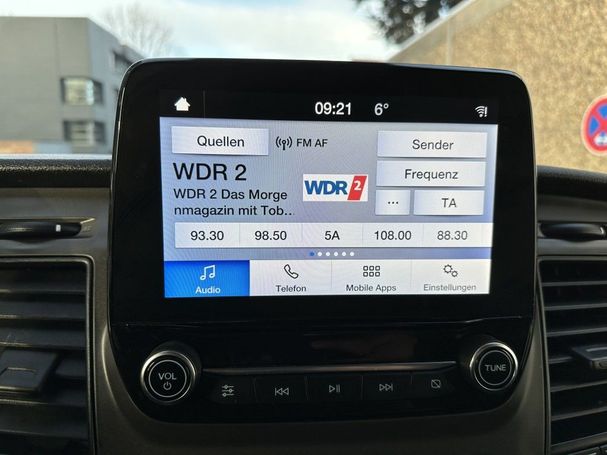 09:21 6°
Quellen FM AF Sender
WDR 2 WDR 2 Frequenz
WDR 2 Das Morge
nmagazin mit Tob... ... TA
93.30 98.50 5A 108.00 88.30
Audio Telefon Mobile Apps Einstellungen
VOL TUNE